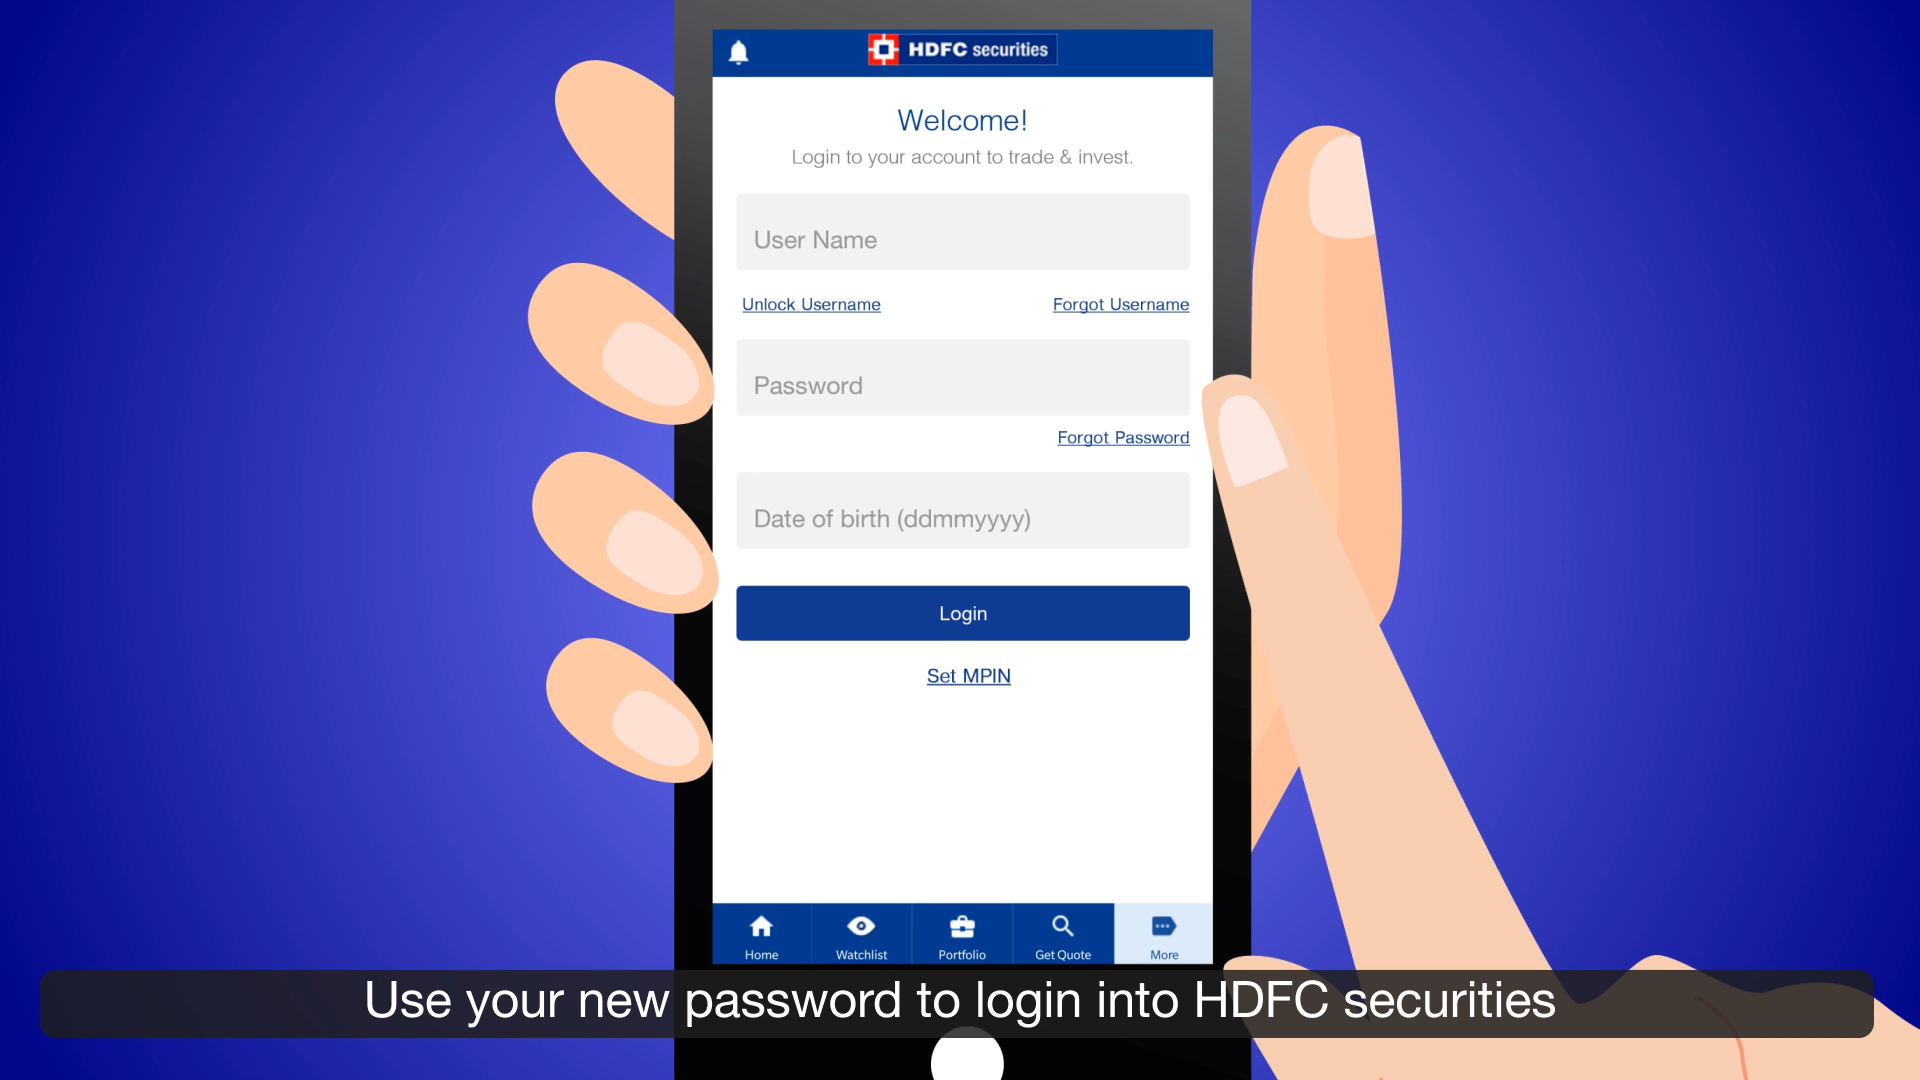 HDFC securities
Welcome!
Login to your account to trade & invest.
User Name
Unlock Username
Forgot Username
Password
Forgot Password
Date of birth (ddmmyyyy)
Login
Set MPIN
Home
Watchlist
Portfolio
Get Quote
More
Use your new password to login into HDFC securities